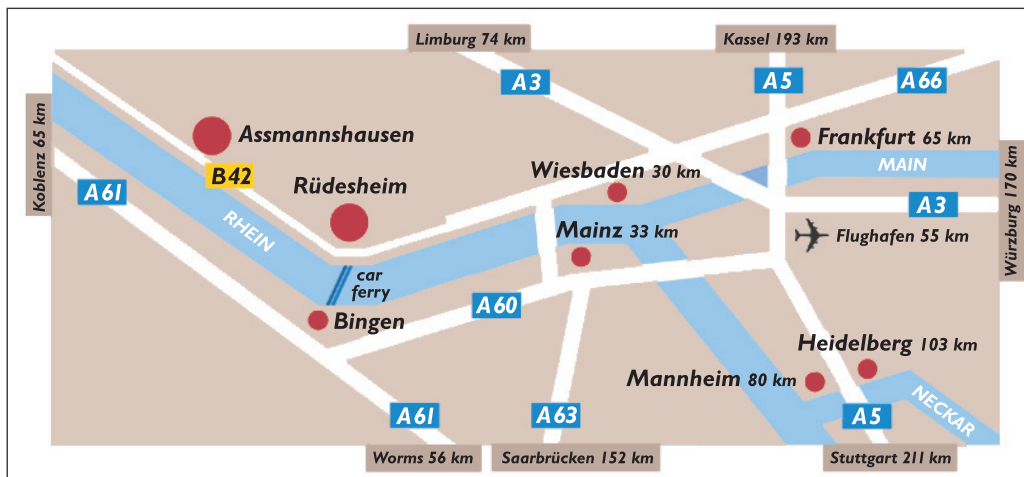 Limburg 74 km
Kassel 193 km
A3
A5
A66
Koblenz 65 km
Assmannshausen
Frankfurt 65 km
MAIN
Würzburg 170 km
B42
Wiesbaden 30 km
A61
Rüdesheim
A3
RHEIN
Mainz 33 km
Flughafen 55 km
car
ferry
A60
Bingen
Heidelberg 103 km
Mannheim 80 km
NECKAR
A61
A63
A5
Worms 56 km
Saarbrücken 152 km
Stuttgart 211 km